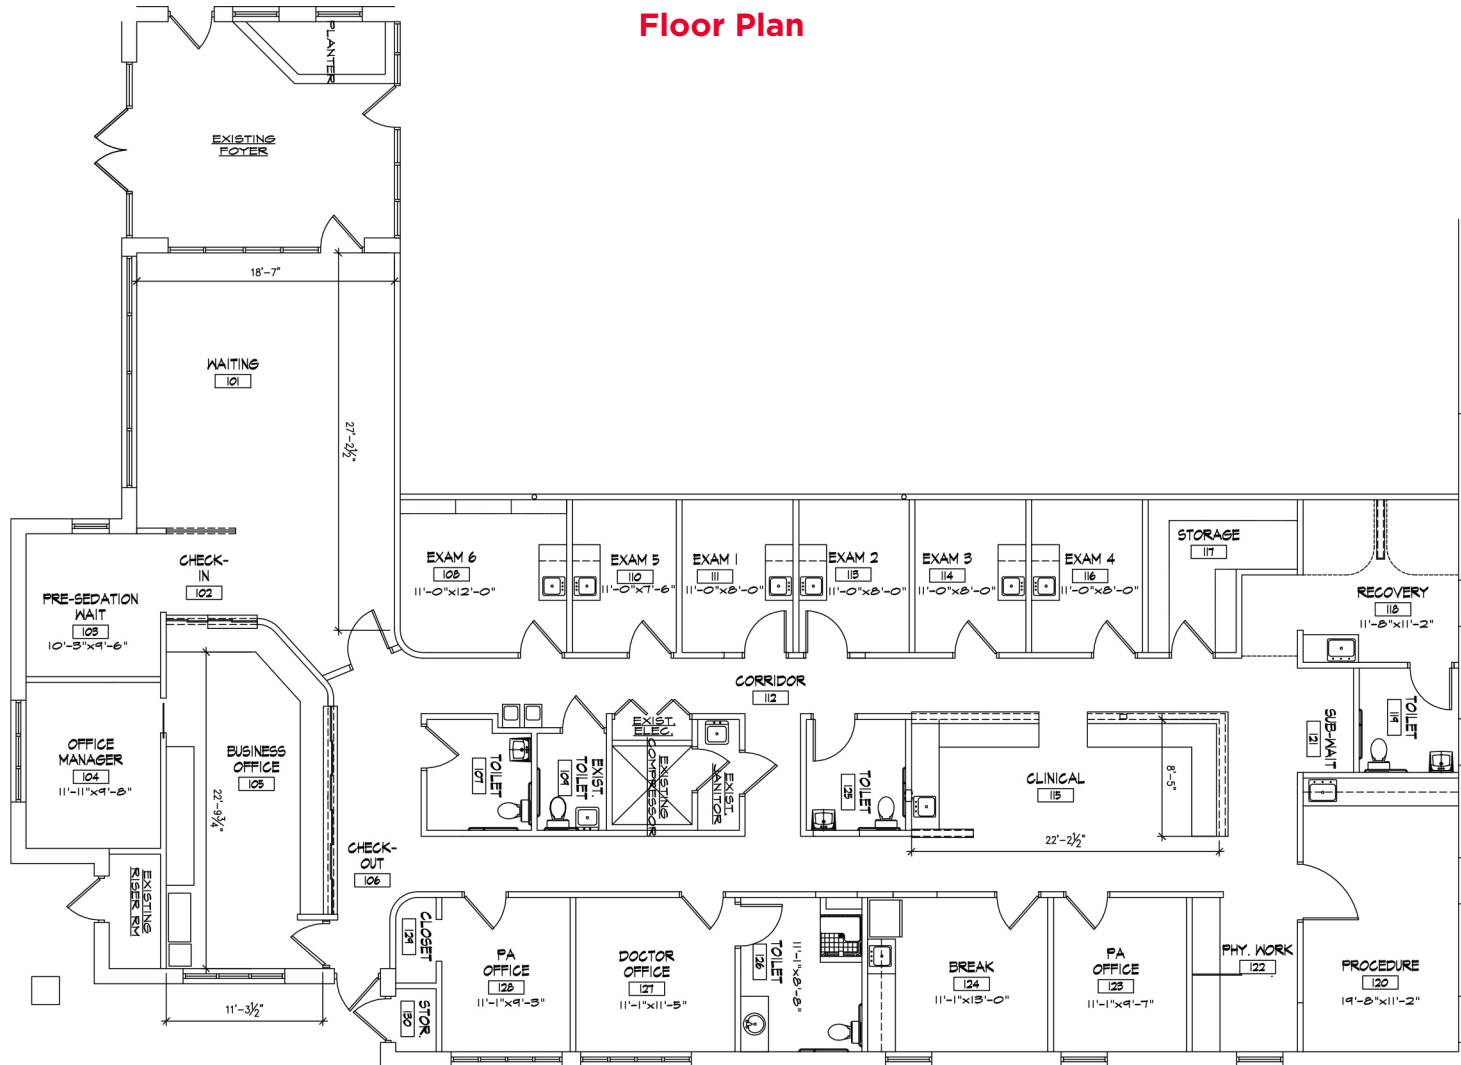 Floor Plan
PLANTER
EXISTING
FOYER
18'-7"
WAITING
101
27'-2½"
CHECK-
IN
102
PRE-SEDATION
WAIT
103
10'-3"x9'-6"
EXAM 6
108
11'-0"x12'-0"
EXAM 5
110
11'-0"x7'-6"
EXAM 1
111
11'-0"x8'-0"
EXAM 2
113
11'-0"x8'-0"
EXAM 3
114
11'-0"x8'-0"
EXAM 4
116
11'-0"x8'-0"
STORAGE
117
RECOVERY
118
11'-8"x11'-2"
CORRIDOR
112
OFFICE
MANAGER
104
11'-11"x9'-8"
BUSINESS
OFFICE
105
22'-9¾"
TOILET
107
EXIST.
TOILET
109
EXIST.
ELEC.
EXISTING
COMPRESSOR
EXIST.
JANITOR
TOILET
125
CLINICAL
115
8'-5"
22'-2½"
SUB-WAIT
121
TOILET
119
CHECK-
OUT
106
EXISTING
RISER RM
CLOSET
129
STOR.
130
PA
OFFICE
128
11'-1"x9'-3"
DOCTOR
OFFICE
127
11'-1"x11'-5"
TOILET
126
11'-1"x8'-8"
BREAK
124
11'-1"x13'-0"
PA
OFFICE
123
11'-1"x9'-7"
PHY. WORK
122
PROCEDURE
120
19'-8"x11'-2"
11'-3½"